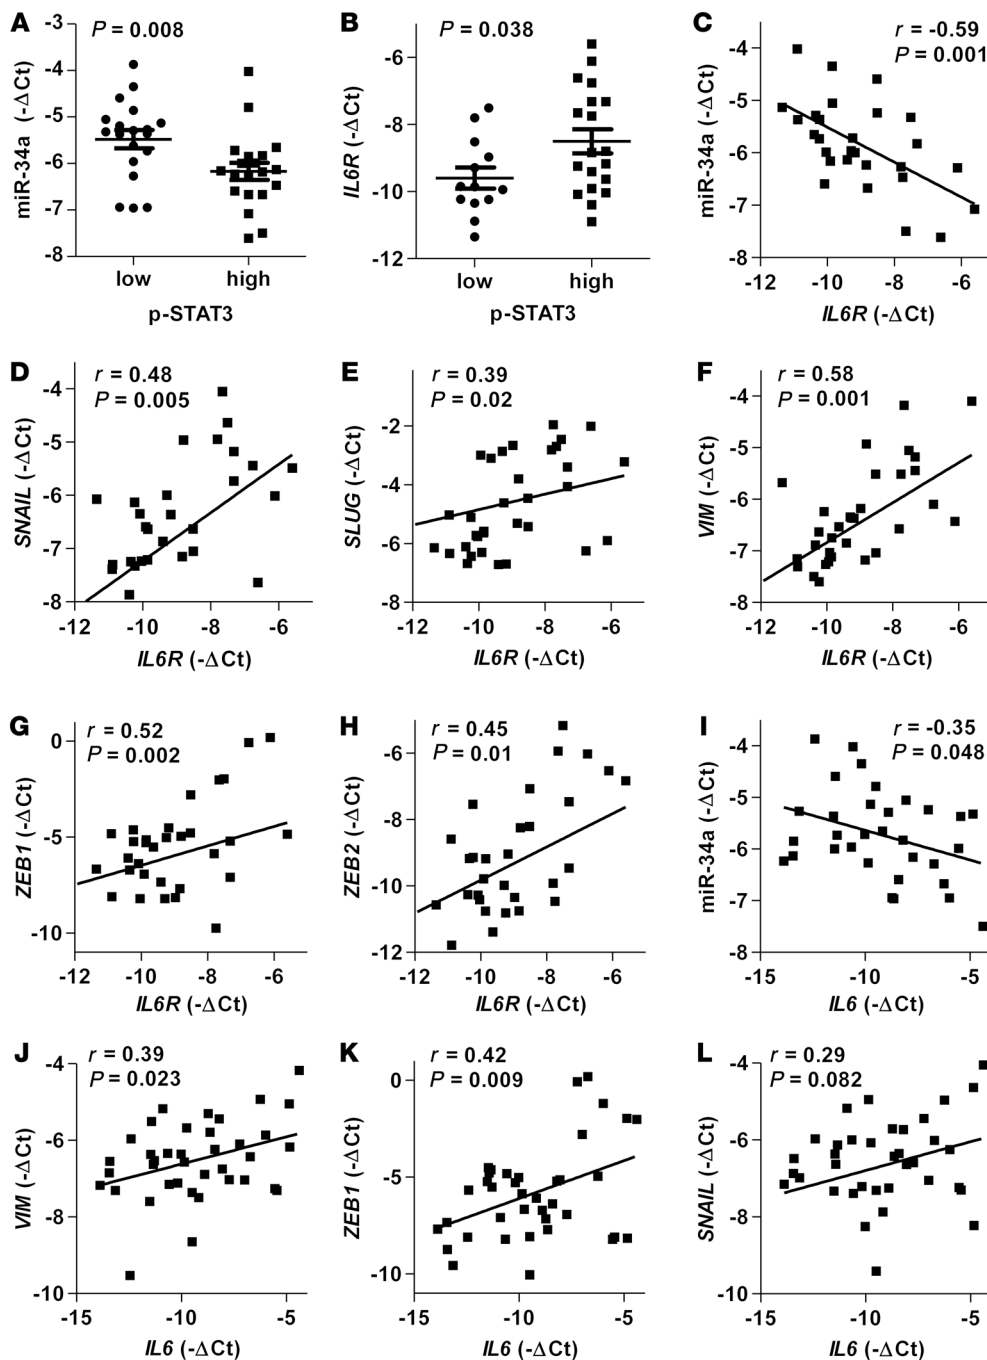 A
P = 0.008
miR-34a (-ΔCt)
-3
-4
-5
-6
-7
-8
low
high
p-STAT3
B
P = 0.038
IL6R (-ΔCt)
-6
-8
-10
-12
low
high
p-STAT3
C
r = -0.59
P = 0.001
miR-34a (-ΔCt)
-4
-5
-6
-7
-8
-12
-10
-8
-6
IL6R (-ΔCt)
D
r = 0.48
P = 0.005
SNAIL (-ΔCt)
-4
-5
-6
-7
-8
-12
-10
-8
-6
IL6R (-ΔCt)
E
r = 0.39
P = 0.02
SLUG (-ΔCt)
-2
-4
-6
-8
-12
-10
-8
-6
IL6R (-ΔCt)
F
r = 0.58
P = 0.001
VIM (-ΔCt)
-4
-5
-6
-7
-8
-12
-10
-8
-6
IL6R (-ΔCt)
G
r = 0.52
P = 0.002
ZEB1 (-ΔCt)
0
-5
-10
-12
-10
-8
-6
IL6R (-ΔCt)
H
r = 0.45
P = 0.01
ZEB2 (-ΔCt)
-6
-8
-10
-12
-12
-10
-8
-6
IL6R (-ΔCt)
I
r = -0.35
P = 0.048
miR-34a (-ΔCt)
-4
-5
-6
-7
-8
-15
-10
-5
IL6 (-ΔCt)
J
r = 0.39
P = 0.023
VIM (-ΔCt)
-4
-6
-8
-10
-15
-10
-5
IL6 (-ΔCt)
K
r = 0.42
P = 0.009
ZEB1 (-ΔCt)
0
-5
-10
-15
-10
-5
IL6 (-ΔCt)
L
r = 0.29
P = 0.082
SNAIL (-ΔCt)
-4
-6
-8
-10
-15
-10
-5
IL6 (-ΔCt)